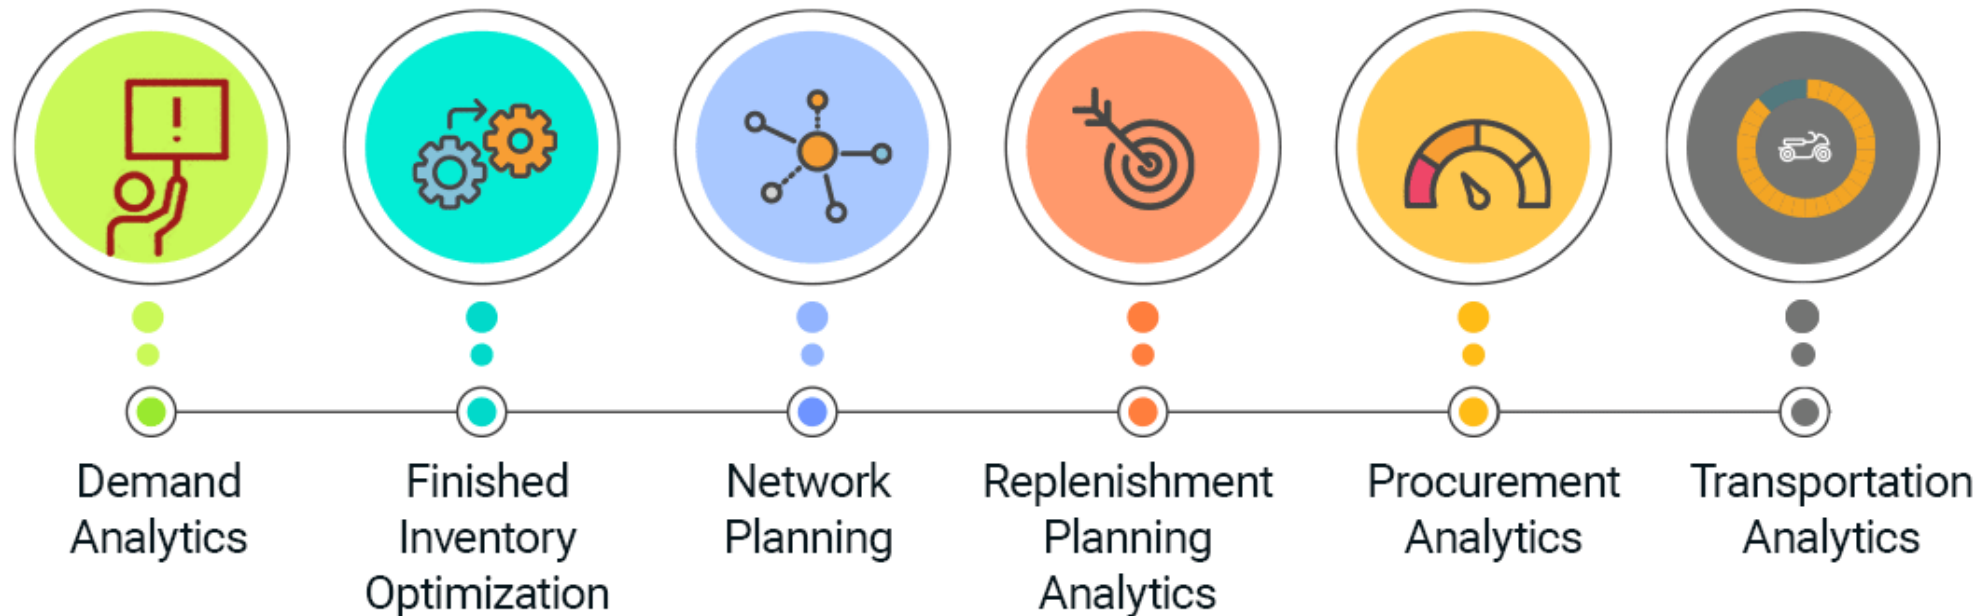 !
Demand
Analytics
Finished
Inventory
Optimization
Network
Planning
Replenishment
Planning
Analytics
Procurement
Analytics
Transportation
Analytics